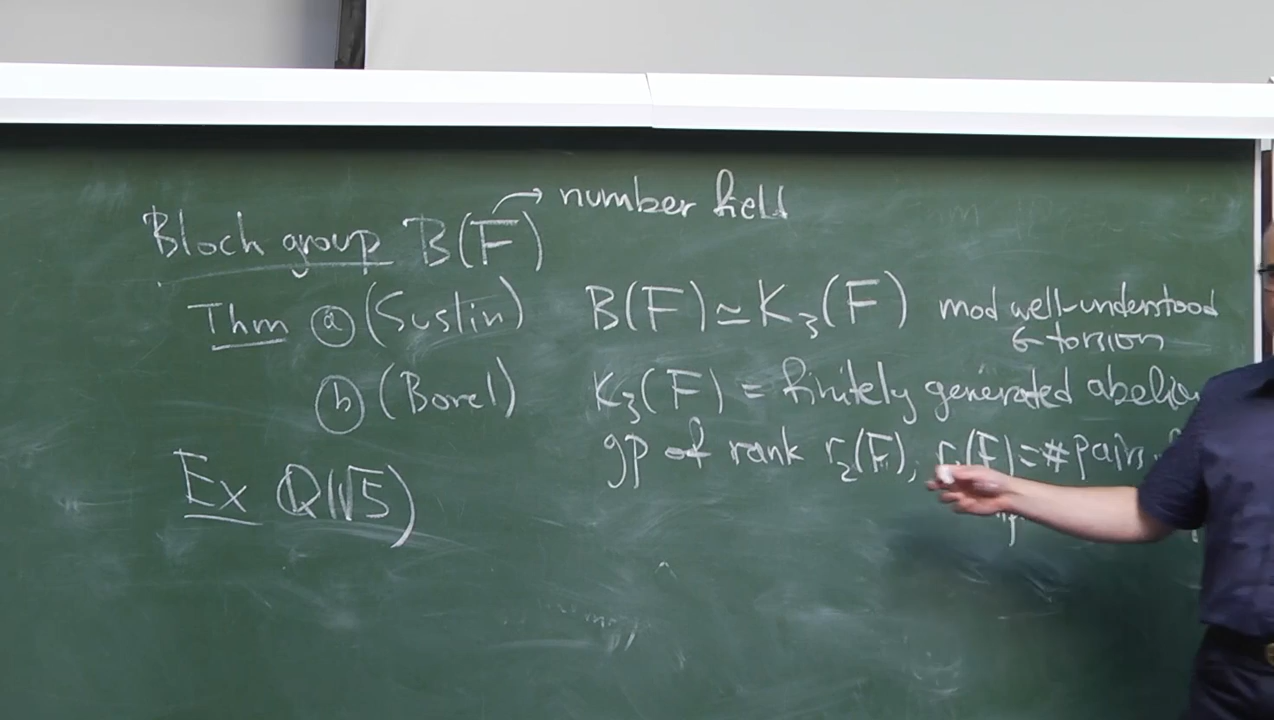 Bloch group B(F) → number field
Thm ⓐ (Suslin) B(F) ≃ K₃(F) mod well-understood
6-torsion
ⓑ (Borel) K₃(F) = finitely generated abelian
gp of rank r₂(F), r₂(F) = # pairs
Ex Q(√5)